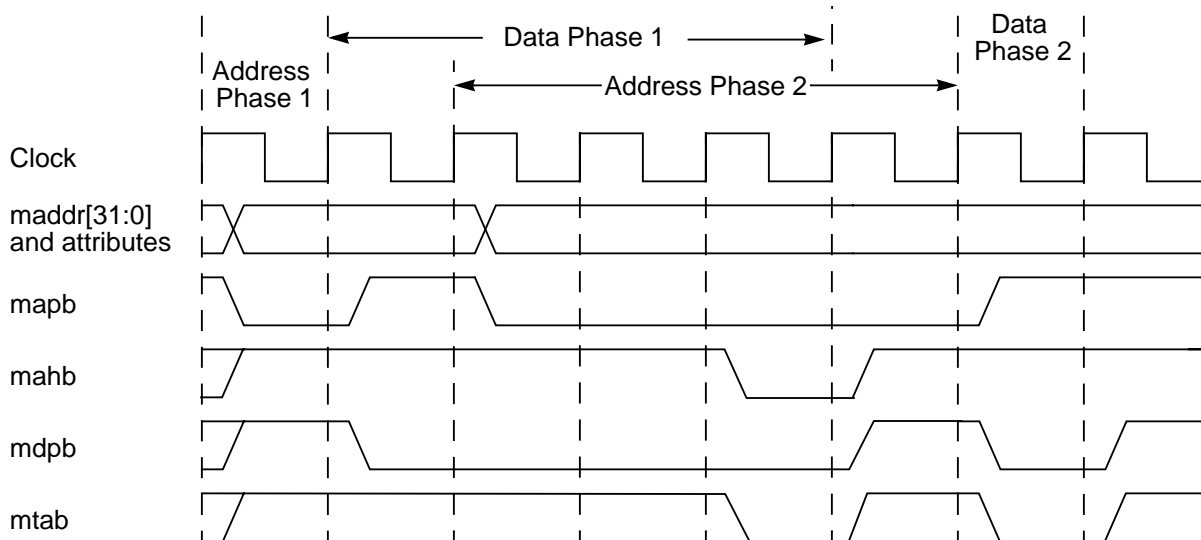 Data Phase 1
Data
Phase 2
Address
Phase 1
Address Phase 2
Clock
maddr[31:0]
and attributes
mapb
mahb
mdpb
mtab